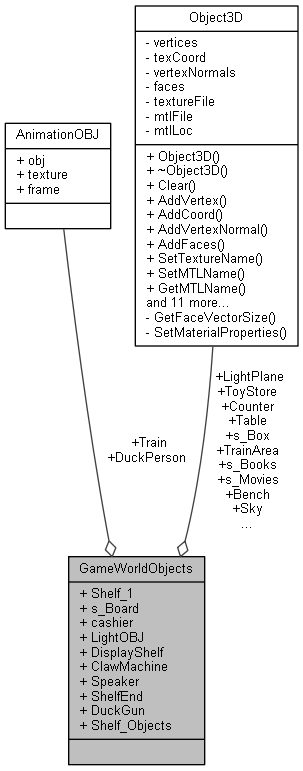 Object3D
- vertices
- texCoord
- vertexNormals
- faces
- textureFile
- mtlFile
- mtlLoc
+ Object3D()
+ ~Object3D()
+ Clear()
+ AddVertex()
+ AddCoord()
+ AddVertexNormal()
+ AddFaces()
+ SetTextureName()
+ SetMTLName()
+ GetMTLName()
and 11 more...
- GetFaceVectorSize()
- SetMaterialProperties()
AnimationOBJ
+ obj
+ texture
+ frame
+Train
+DuckPerson
+LightPlane
+ToyStore
+Counter
+Table
+s_Box
+TrainArea
+s_Books
+s_Movies
+Bench
+Sky
...
GameWorldObjects
+ Shelf_1
+ s_Board
+ cashier
+ LightOBJ
+ DisplayShelf
+ ClawMachine
+ Speaker
+ ShelfEnd
+ DuckGun
+ Shelf_Objects